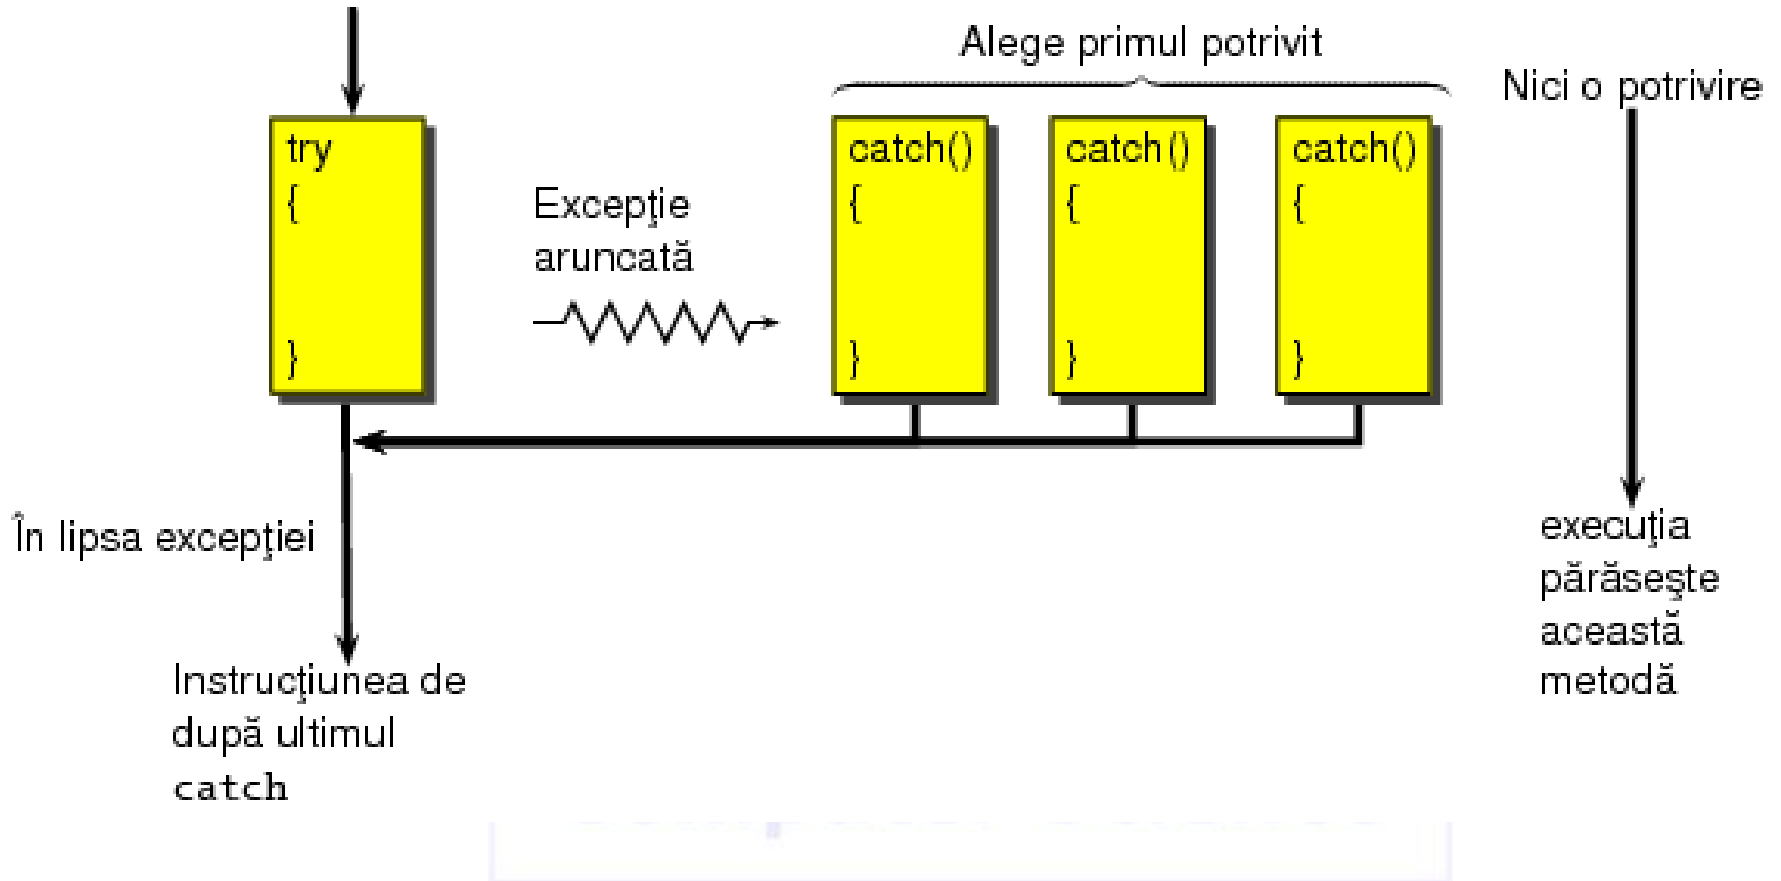 Alege primul potrivit
Nici o potrivire
try
{
}
Excepţie
aruncată
catch()
{
}
catch()
{
}
catch()
{
}
În lipsa excepţiei
Instrucţiunea de
după ultimul
catch
execuţia
părăseşte
această
metodă